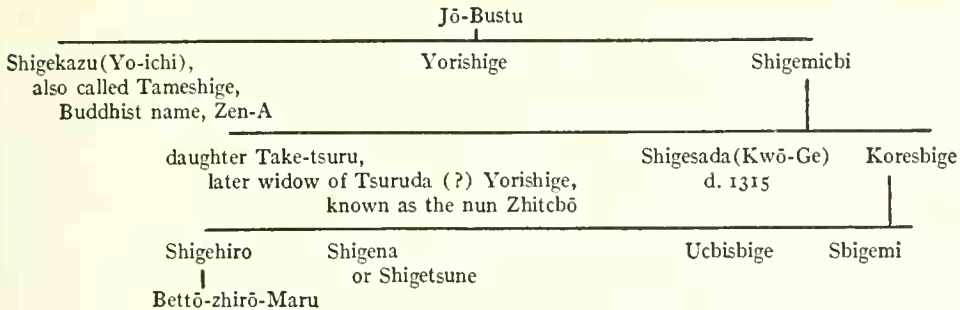 Jō-Bustu
Shigekazu(Yo-ichi), Yorishige Shigemicbi
also called Tameshige,
Buddhist name, Zen-A
daughter Take-tsuru, Shigesada(Kwō-Ge) Koresbige
later widow of Tsuruda (?) Yorishige, d. 1315
known as the nun Zhitcbō
Shigehiro Shigena Ucbisbige Sbigemi
or Shigetsune
Bettō-zhirō-Maru